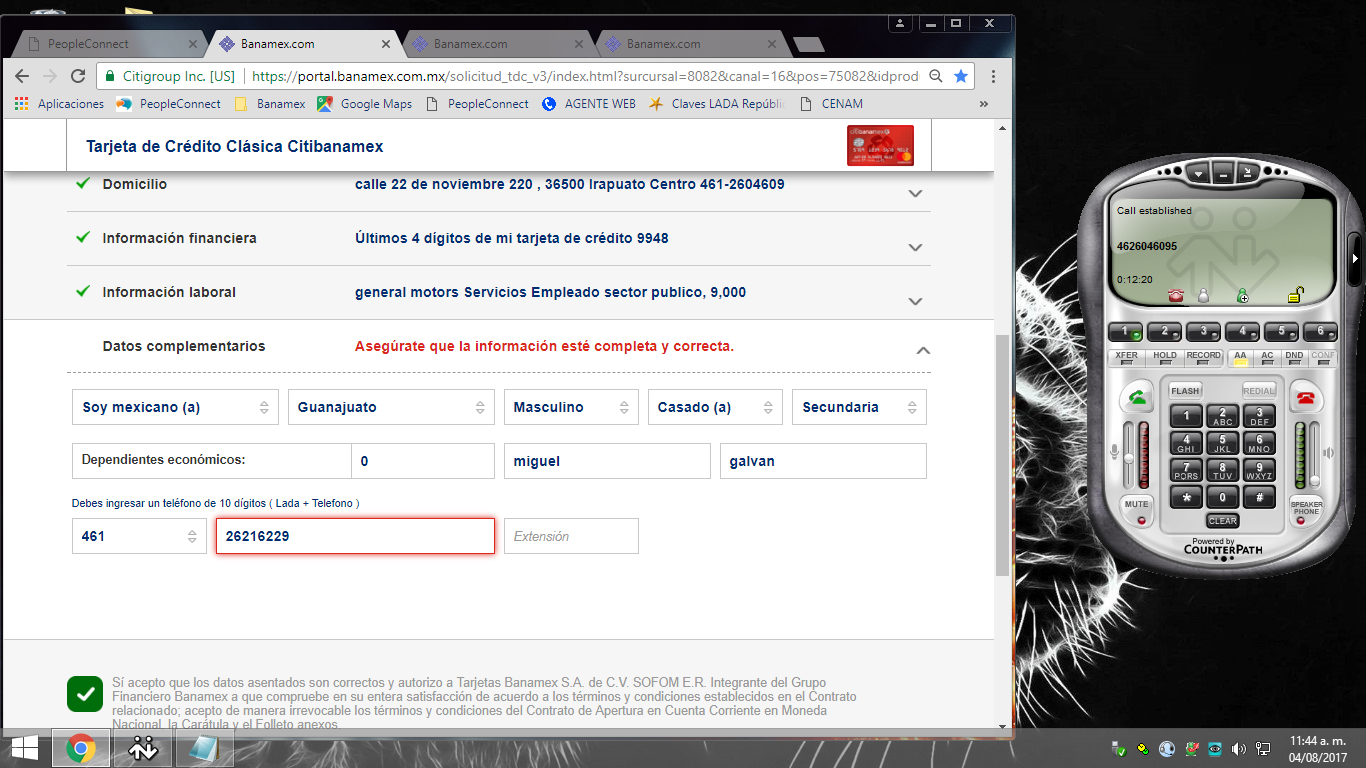 PeopleConnect
Banamex.com
Banamex.com
Banamex.com
Citigroup Inc. [US]
https://portal.banamex.com.mx/solicitud_tdc_v3/index.html?surcursal=8082&canal=16&pos=75082&idprod
Aplicaciones
PeopleConnect
Banamex
Google Maps
PeopleConnect
AGENTE WEB
Claves LADA Repúblic
CENAM
»
Tarjeta de Crédito Clásica Citibanamex
citibanamex
Domicilio
calle 22 de noviembre 220 , 36500 Irapuato Centro 461-2604609
Información financiera
Últimos 4 dígitos de mi tarjeta de crédito 9948
Información laboral
general motors Servicios Empleado sector publico, 9,000
Datos complementarios
Asegúrate que la información esté completa y correcta.
Soy mexicano (a)
Guanajuato
Masculino
Casado (a)
Secundaria
Dependientes económicos:
0
miguel
galvan
Debes ingresar un teléfono de 10 dígitos ( Lada + Telefono )
461
26216229
Extensión
Sí acepto que los datos asentados son correctos y autorizo a Tarjetas Banamex S.A. de C.V. SOFOM E.R. Integrante del Grupo
Financiero Banamex a que compruebe en su entera satisfacción de acuerdo a los términos y condiciones establecidos en el Contrato
relacionado; acepto de manera irrevocable los términos y condiciones del Contrato de Apertura en Cuenta Corriente en Moneda
Nacional, la Carátula y el Folleto anexos
Call established
4626046095
0:12:20
1 2 3 4 5 6
XFER HOLD RECORD AA AC DND CONF
FLASH REDIAL
1 2 ABC 3 DEF
4 GHI 5 JKL 6 MNO
7 PQRS 8 TUV 9 WXYZ
* 0 #
MUTE
SPEAKER
PHONE
CLEAR
Powered by
COUNTERPATH
11:44 a. m.
04/08/2017